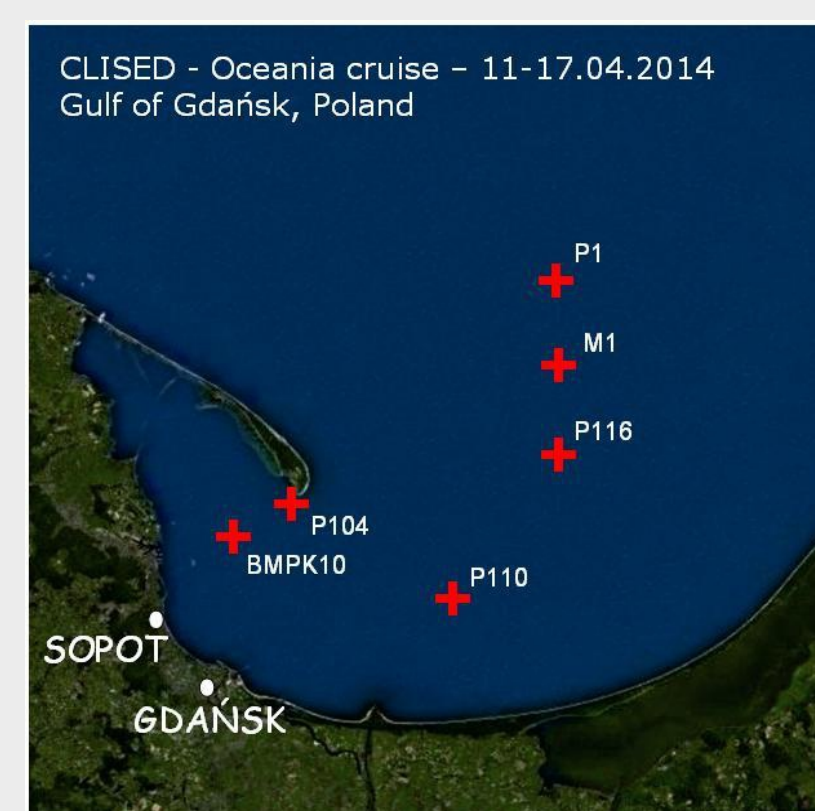 CLISED - Oceania cruise – 11-17.04.2014
Gulf of Gdańsk, Poland
P1
M1
P116
P104
BMPK10
P110
SOPOT
GDAŃSK